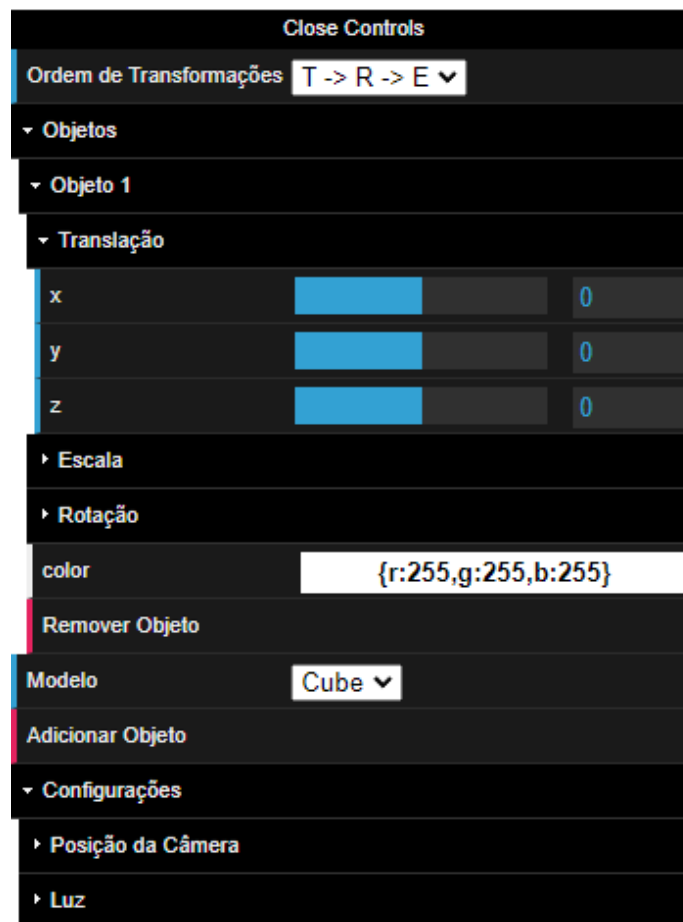 Close Controls
Ordem de Transformações T -> R -> E
Objetos
Objeto 1
Translação
x 0
y 0
z 0
Escala
Rotação
color {r:255,g:255,b:255}
Remover Objeto
Modelo Cube
Adicionar Objeto
Configurações
Posição da Câmera
Luz